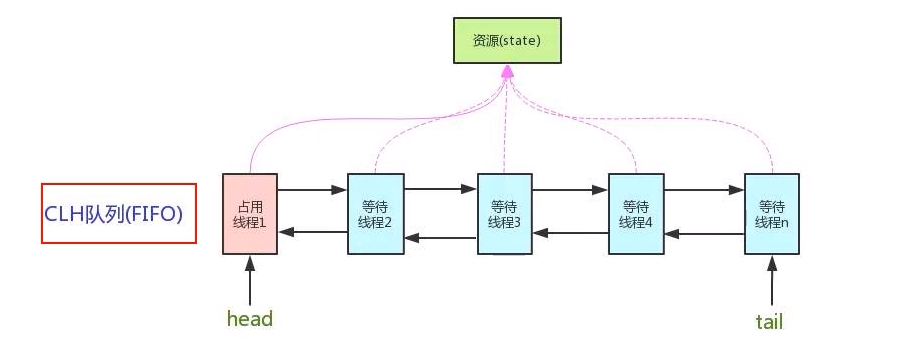 资源(state)
CLH队列(FIFO)
占用
线程1
等待
线程2
等待
线程3
等待
线程4
等待
线程n
head
tail